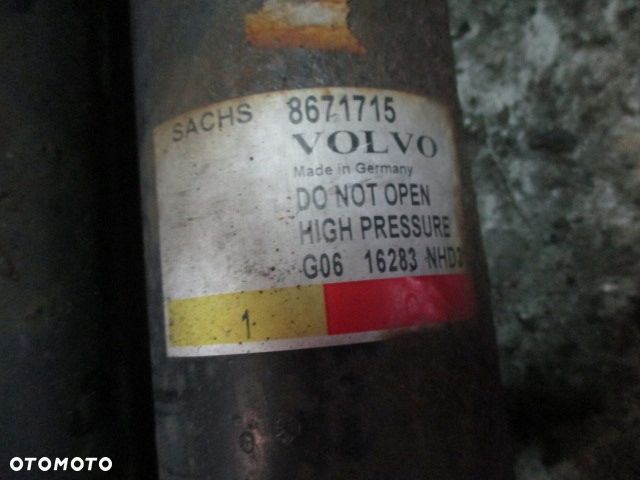 SACHS 8671715
VOLVO
Made in Germany
DO NOT OPEN
HIGH PRESSURE
G06 16283
1
OTOMOTO